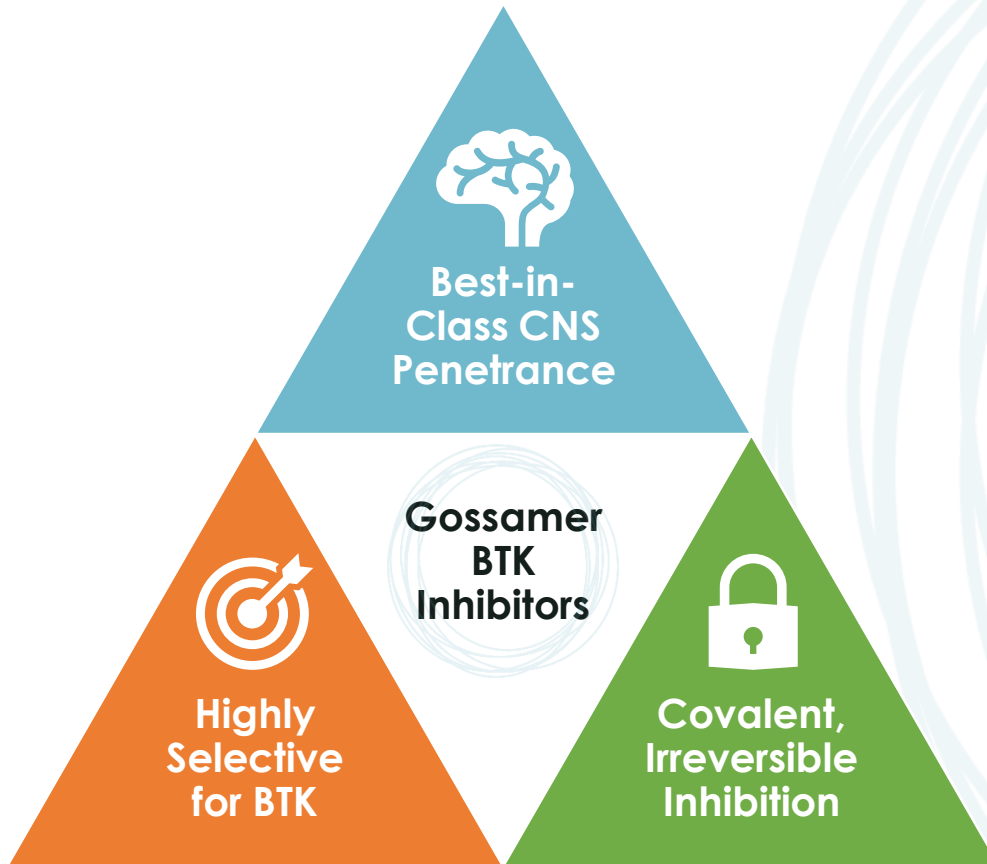 Best-in-
Class CNS
Penetrance
Gossamer
BTK
Inhibitors
Highly
Selective
for BTK
Covalent,
Irreversible
Inhibition